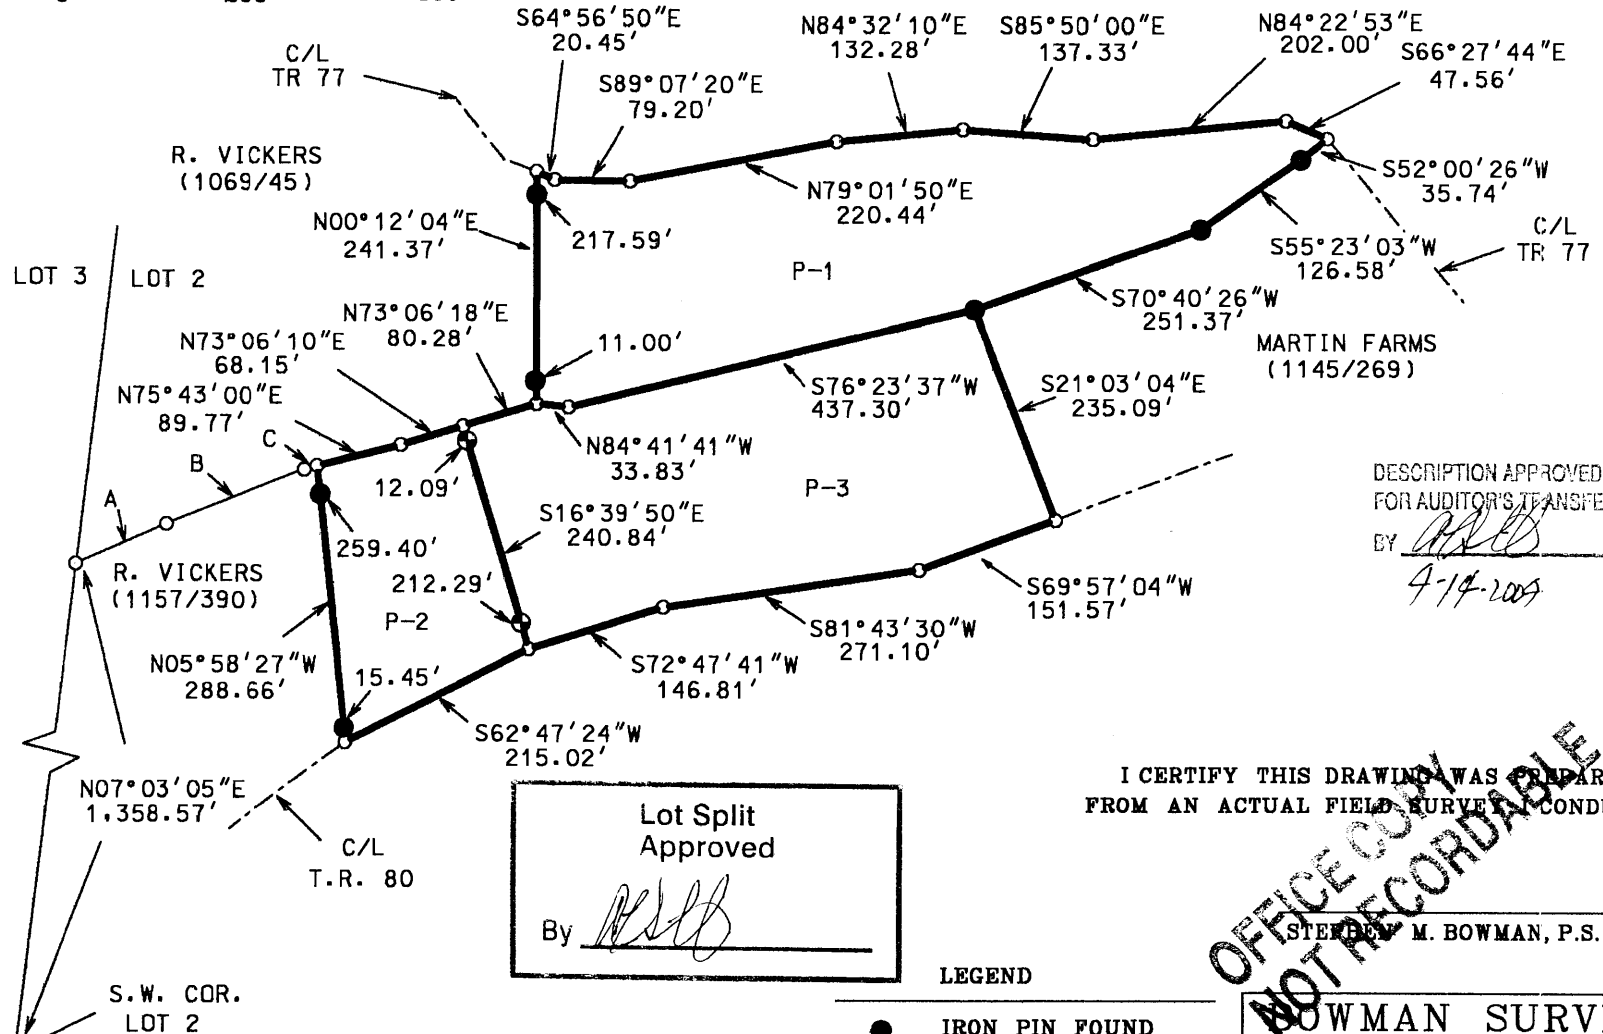 S64°56'50"E
20.45'
N84°32'10"E
132.28'
S85°50'00"E
137.33'
N84°22'53"E
202.00'
S66°27'44"E
47.56'
C/L
TR 77
S89°07'20"E
79.20'
R. VICKERS
(1069/45)
N79°01'50"E
220.44'
S52°00'26"W
35.74'
N00°12'04"E
241.37'
217.59'
C/L
TR 77
S55°23'03"W
126.58'
P-1
LOT 3
LOT 2
S70°40'26"W
251.37'
N73°06'18"E
80.28'
11.00'
MARTIN FARMS
(1145/269)
N73°06'10"E
68.15'
S76°23'37"W
437.30'
S21°03'04"E
235.09'
N75°43'00"E
89.77'
C
B
A
N84°41'41"W
33.83'
12.09'
P-3
DESCRIPTION APPROVED
FOR AUDITOR'S TRANSFE
BY
4-14-2004
S16°39'50"E
240.84'
259.40'
R. VICKERS
(1157/390)
212.29'
S69°57'04"W
151.57'
P-2
S81°43'30"W
271.10'
N05°58'27"W
288.66'
15.45'
S72°47'41"W
146.81'
S62°47'24"W
215.02'
N07°03'05"E
1,358.57'
C/L
T.R. 80
Lot Split
Approved
By
I CERTIFY THIS DRAWING WAS PREPAR
FROM AN ACTUAL FIELD SURVEY I CONDU
OFFICE COPY
NOT RECORDABLE
STEPHEN M. BOWMAN, P.S.
S.W. COR.
LOT 2
LEGEND
IRON PIN FOUND
BOWMAN SURV